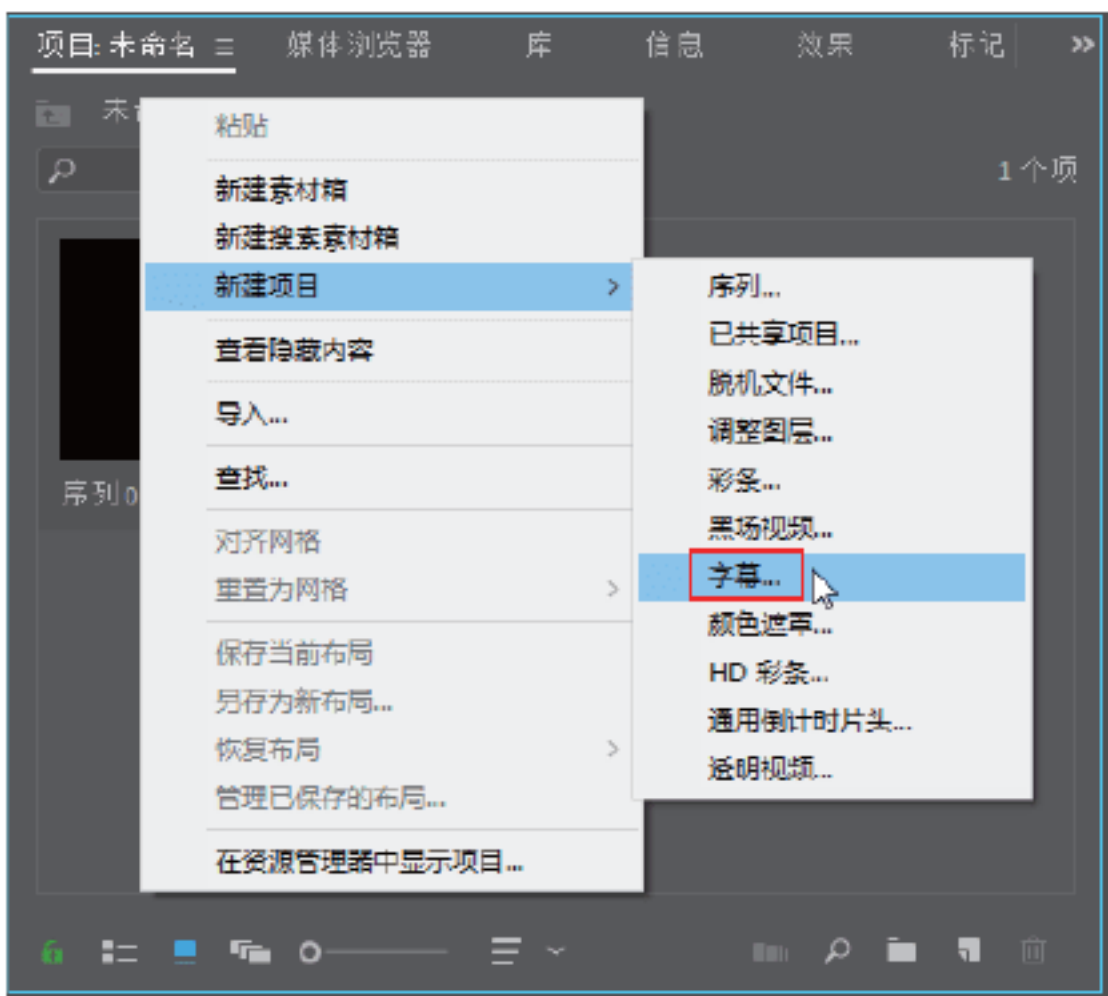 项目: 未命名 ☰ 媒体浏览器 库 信息 效果 标记 »
未
1 个项
粘贴
新建素材箱
新建搜索素材箱
新建项目 >
查看隐藏内容
导入...
查找...
对齐网格
重置为网格 >
保存当前布局
另存为新布局...
恢复布局 >
管理已保存的布局...
在资源管理器中显示项目...
序列...
已共享项目...
脱机文件...
调整图层...
彩条...
黑场视频...
字幕...
颜色遮罩...
HD 彩条...
通用倒计时片头...
透明视频...
序列 0